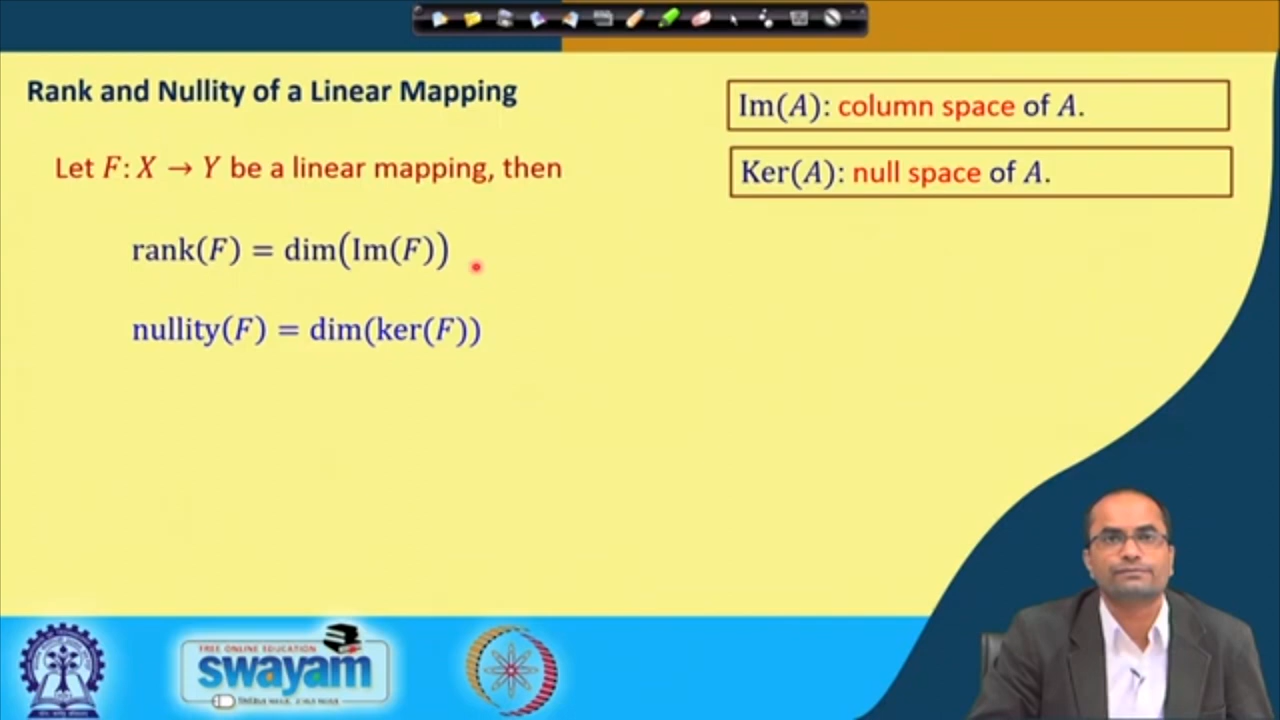 Rank and Nullity of a Linear Mapping
Let F: X → Y be a linear mapping, then
rank(F) = dim(Im(F))
nullity(F) = dim(ker(F))
Im(A): column space of A.
Ker(A): null space of A.
FREE ONLINE EDUCATION
swayam